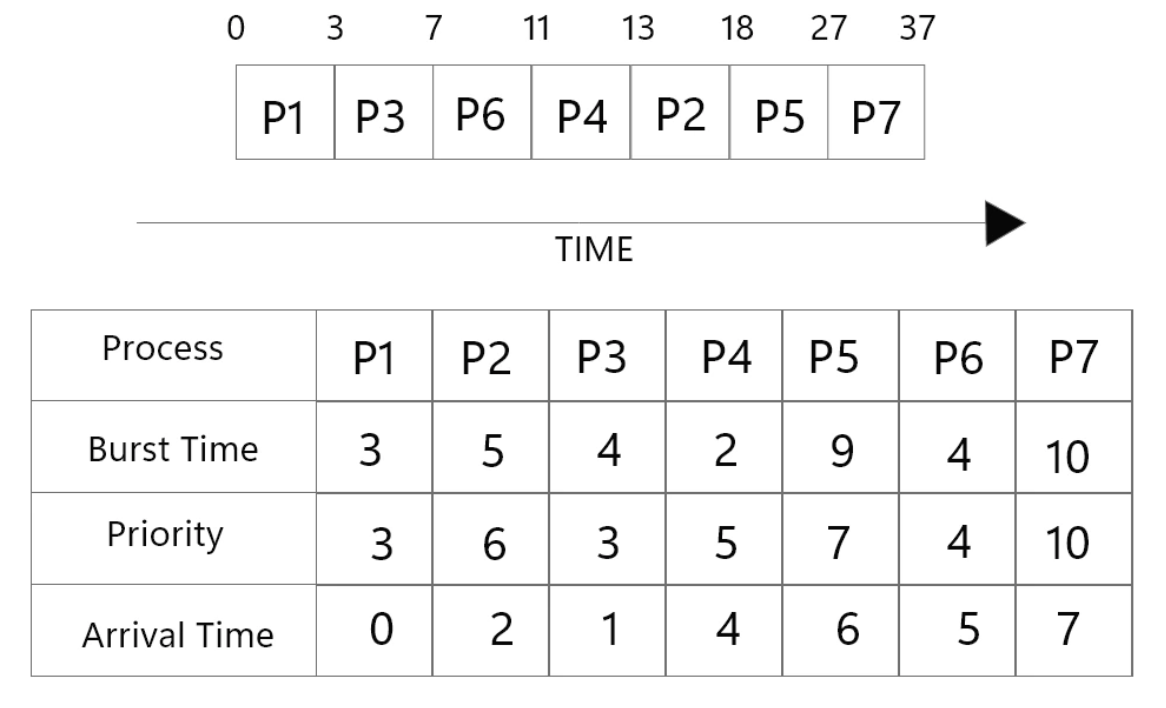 0 3 7 11 13 18 27 37
P1 P3 P6 P4 P2 P5 P7
TIME
Process P1 P2 P3 P4 P5 P6 P7
Burst Time 3 5 4 2 9 4 10
Priority 3 6 3 5 7 4 10
Arrival Time 0 2 1 4 6 5 7